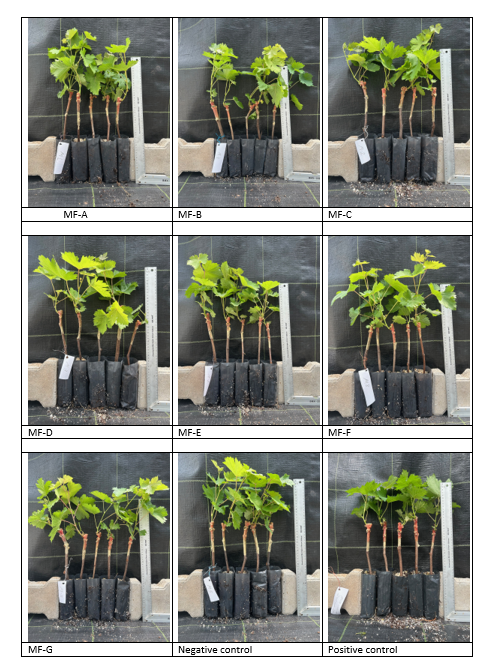 MF-A
MF-B
MF-C
MF-D
MF-E
MF-F
MF-G
Negative control
Positive control